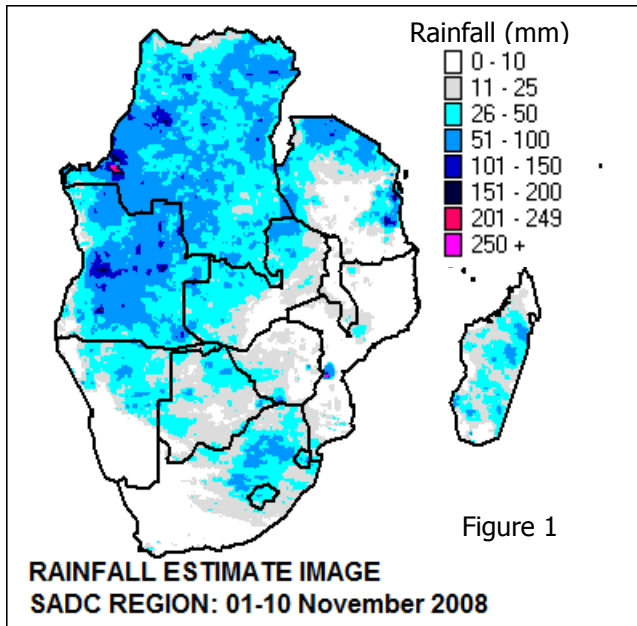 Rainfall (mm)
0 - 10
11 - 25
26 - 50
51 - 100
101 - 150
151 - 200
201 - 249
250 +
Figure 1
RAINFALL ESTIMATE IMAGE
SADC REGION: 01-10 November 2008